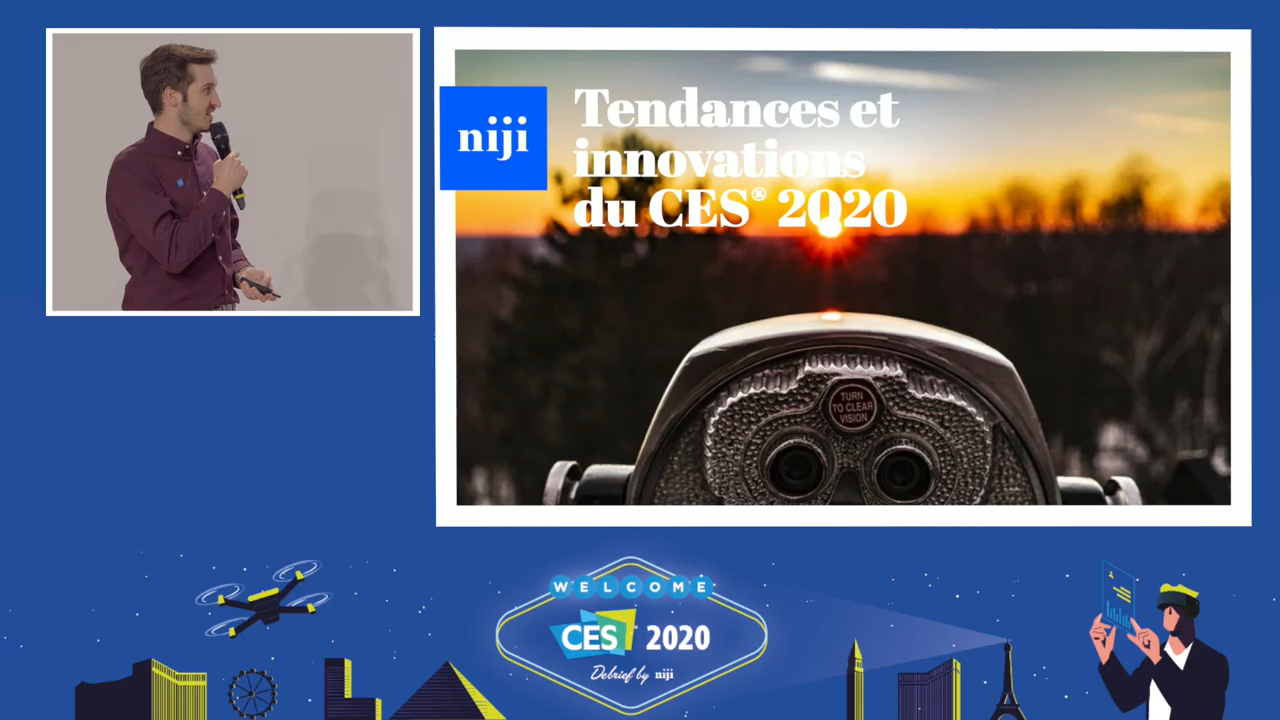 niji
Tendances et
innovations
du CES® 2020
TURN
TO CLEAR
VISION
WELCOME
CES 2020
Debrief by niji